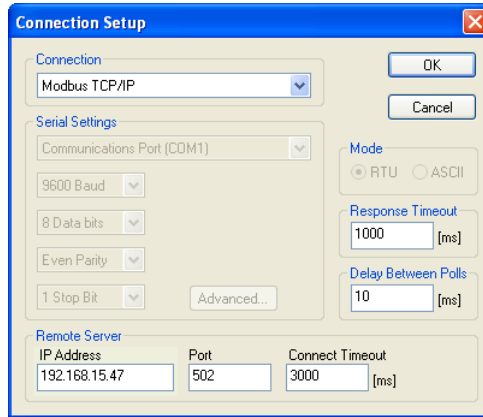 Connection Setup
Connection
OK
Modbus TCP/IP
Cancel
Serial Settings
Communications Port (COM1)
Mode
RTU ASCII
9600 Baud
8 Data bits
Response Timeout
1000 [ms]
Even Parity
Delay Between Polls
1 Stop Bit Advanced... 10 [ms]
Remote Server
IP Address Port Connect Timeout
192.168.15.47 502 3000 [ms]